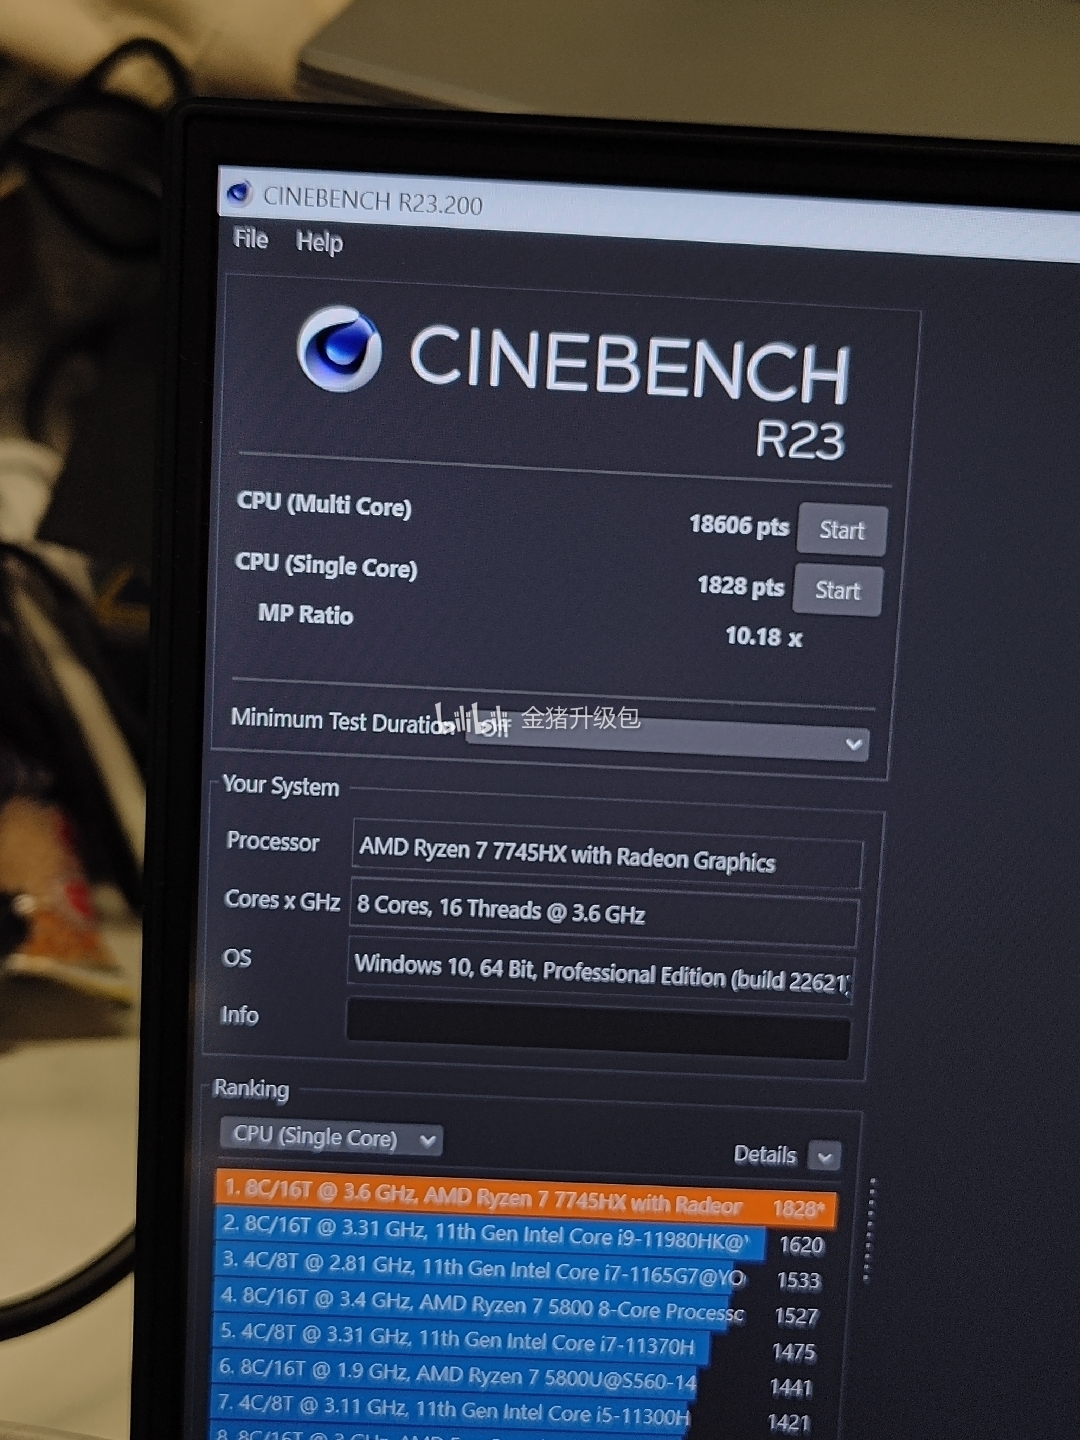 CINEBENCH R23.200
File Help
CINEBENCH
R23
CPU (Multi Core) 18606 pts Start
CPU (Single Core) 1828 pts Start
MP Ratio 10.18 x
Minimum Test Duration Off
bilibili 金猪升级包
Your System
Processor AMD Ryzen 7 7745HX with Radeon Graphics
Cores x GHz 8 Cores, 16 Threads @ 3.6 GHz
OS Windows 10, 64 Bit, Professional Edition (build 22621)
Info
Ranking
CPU (Single Core) Details
1. 8C/16T @ 3.6 GHz, AMD Ryzen 7 7745HX with Radeor 1828*
2. 8C/16T @ 3.31 GHz, 11th Gen Intel Core i9-11980HK@ 1620
3. 4C/8T @ 2.81 GHz, 11th Gen Intel Core i7-1165G7@YO 1533
4. 8C/16T @ 3.4 GHz, AMD Ryzen 7 5800 8-Core Processc 1527
5. 4C/8T @ 3.31 GHz, 11th Gen Intel Core i7-11370H 1475
6. 8C/16T @ 1.9 GHz, AMD Ryzen 7 5800U@S560-14 1441
7. 4C/8T @ 3.11 GHz, 11th Gen Intel Core i5-11300H 1421